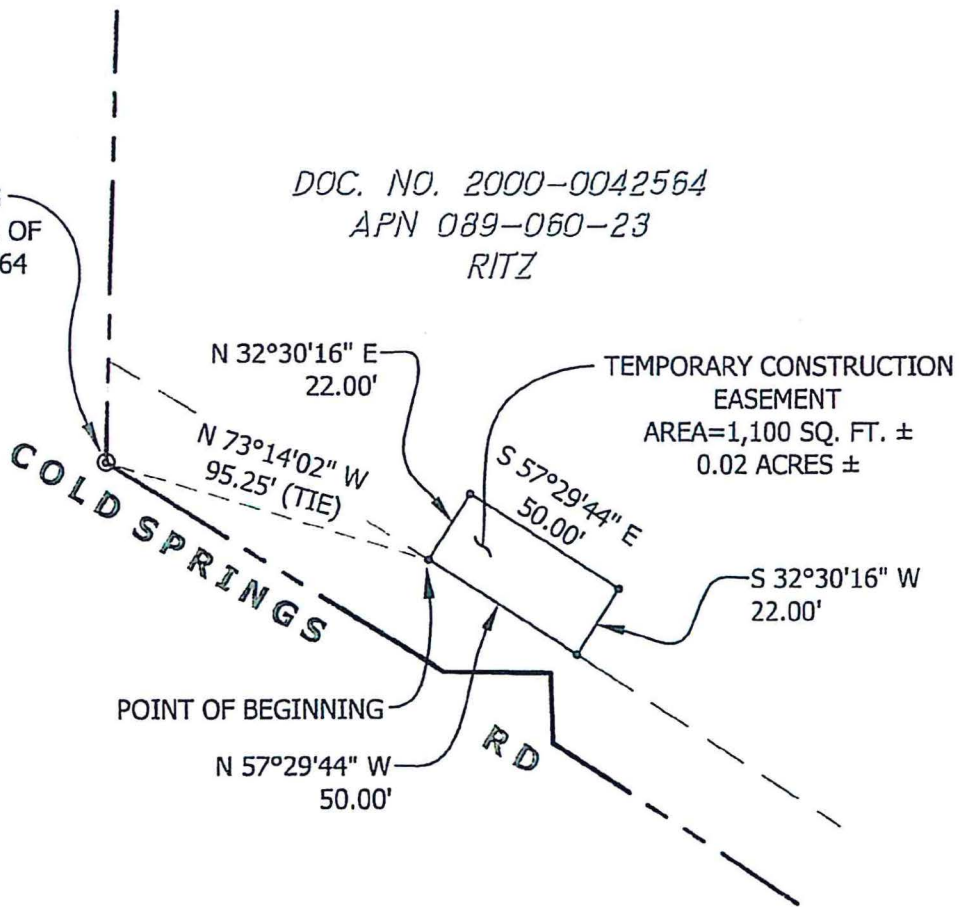 DOC. NO. 2000-0042564
APN 089-060-23
RITZ
OF
64
N 32°30'16" E
22.00'
TEMPORARY CONSTRUCTION
EASEMENT
AREA=1,100 SQ. FT. ±
0.02 ACRES ±
N 73°14'02" W
95.25' (TIE)
S 57°29'44" E
50.00'
COLD SPRINGS
RD
S 32°30'16" W
22.00'
POINT OF BEGINNING
N 57°29'44" W
50.00'